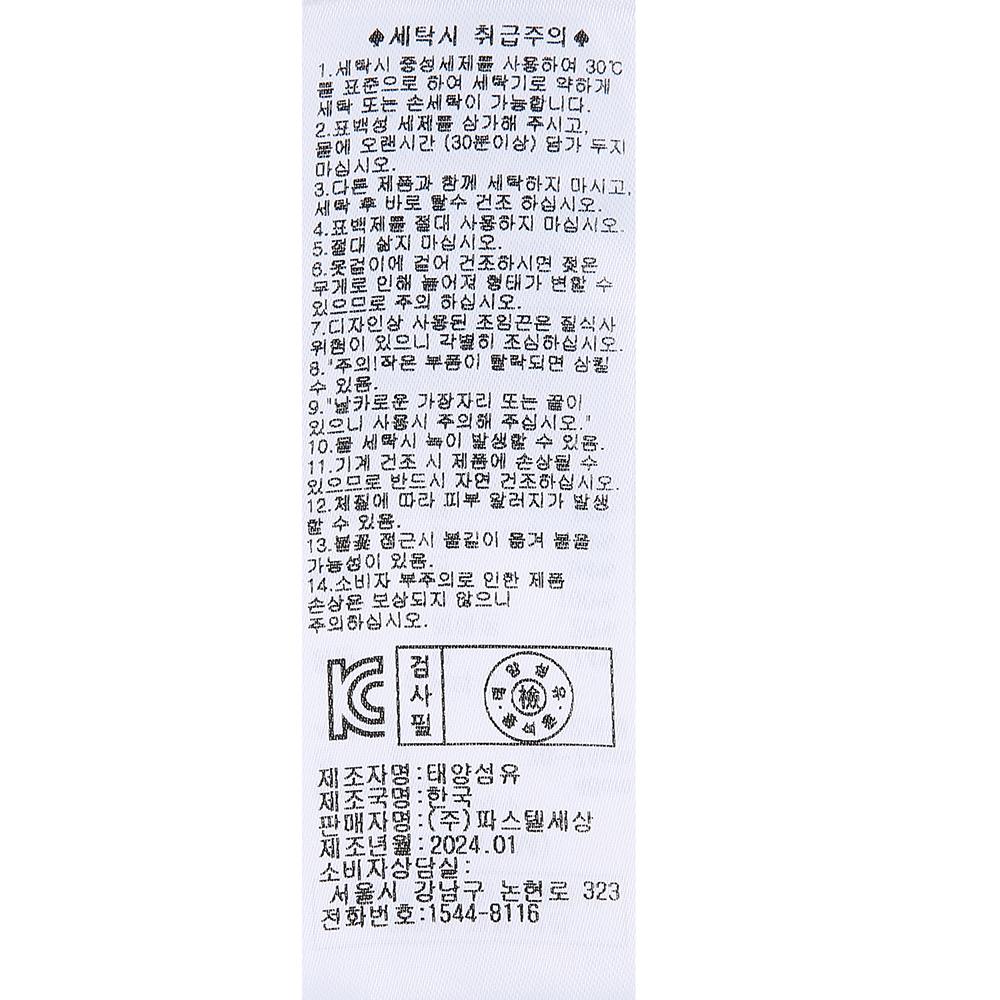 ♠세탁시 취급주의♠
1.세탁시 중성세제를 사용하여 30℃
를 표준으로 하여 세탁기로 약하게
세탁 또는 손세탁이 가능합니다.
2.표백성 세제를 삼가해 주시고,
물에 오랜시간 (30분이상) 담가 두지
마십시오.
3.다른 제품과 함께 세탁하지 마시고,
세탁 후 바로 탈수 건조 하십시오.
4.표백제를 절대 사용하지 마십시오.
5.절대 삶지 마십시오.
6.옷걸이에 걸어 건조하시면 젖은
무게로 인해 늘어져 형태가 변할 수
있으므로 주의 하십시오.
7.디자인상 사용된 조임끈은 질식사
위험이 있으니 각별히 조심하십시오.
8."주의!작은 부품이 탈락되면 삼킬
수 있음.
9."날카로운 가장자리 또는 끝이
있으니 사용시 주의해 주십시오."
10.물 세탁시 녹이 발생할 수 있음.
11.기계 건조 시 제품에 손상될 수
있으므로 반드시 자연 건조하십시오.
12.체질에 따라 피부 알러지가 발생
할 수 있음.
13.불꽃 접근시 불길이 옮겨 붙을
가능성이 있음.
14.소비자 부주의로 인한 제품
손상은 보상되지 않으니
주의하십시오.
KC
검사필
태양섬유
檢
제조자명:태양섬유
제조국명:한국
판매자명:(주)파스텔세상
제조년월:2024.01
소비자상담실:
서울시 강남구 논현로 323
전화번호:1544-8116